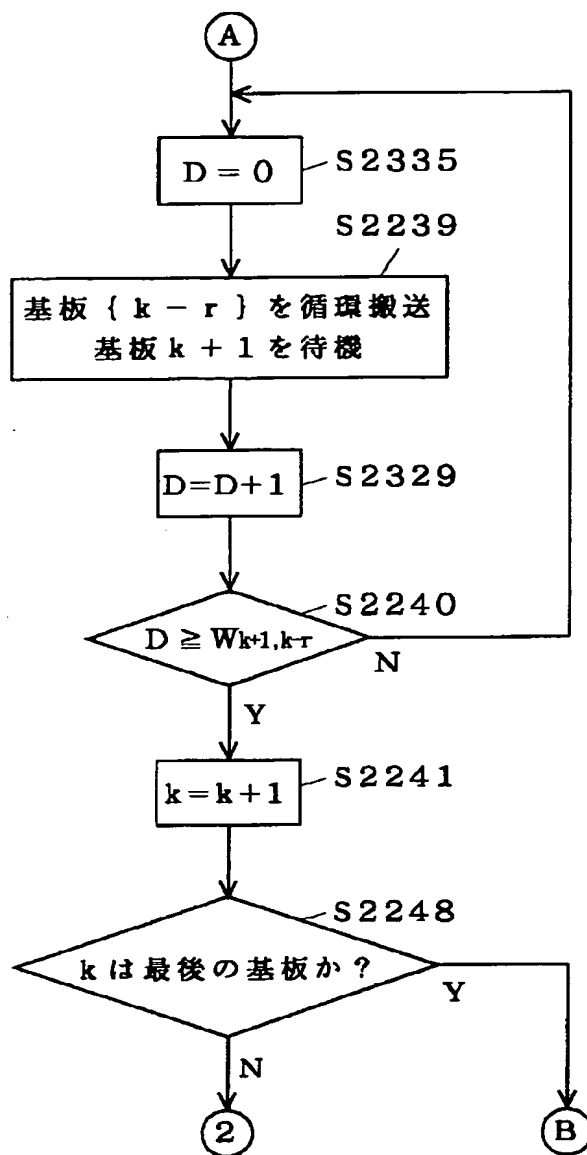 A
D = 0
S2335
S2239
基板 { k - r } を循環搬送
基板 k + 1 を待機
D=D+1
S2329
S2240
D ≧ Wk+1, k-r
N
Y
k = k + 1
S2241
S2248
k は最後の基板か?
Y
N
2
B